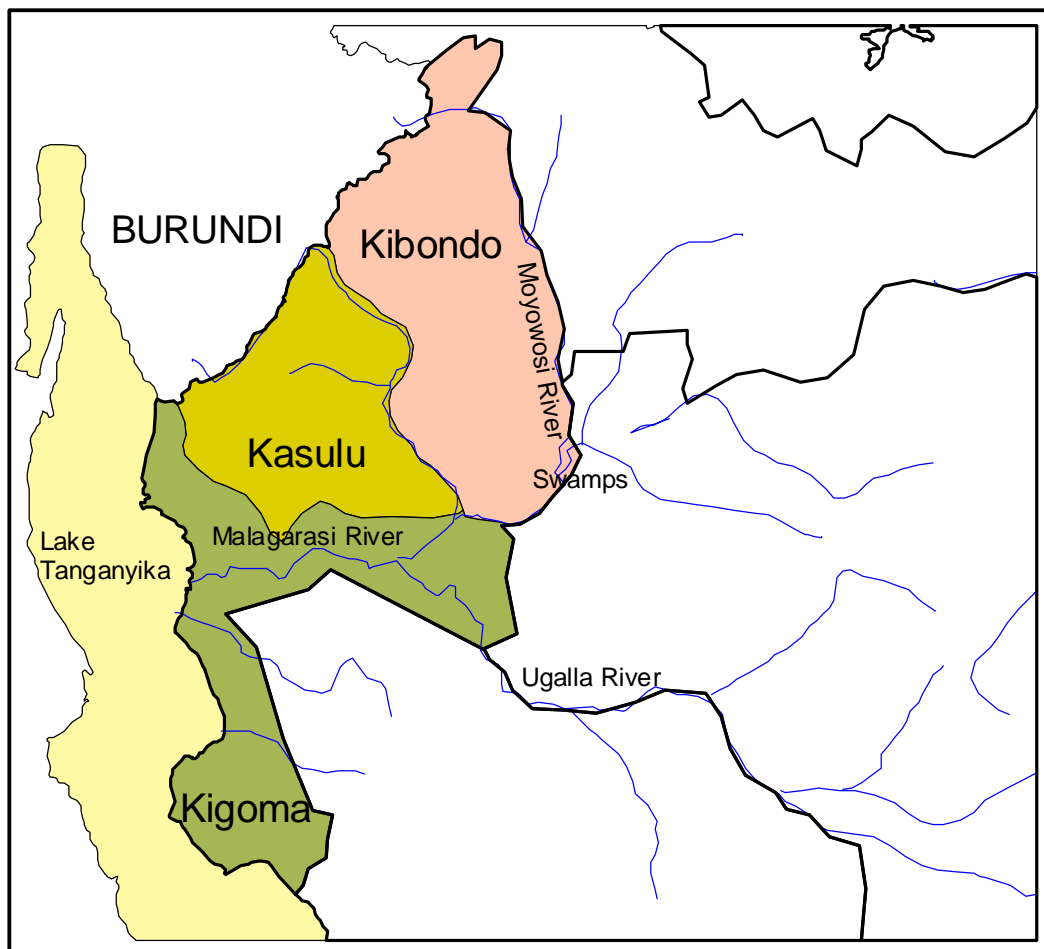 BURUNDI
Kibondo
Moyowosi River
Kasulu
Swamps
Malagarasi River
Lake
Tanganyika
Ugalla River
Kigoma